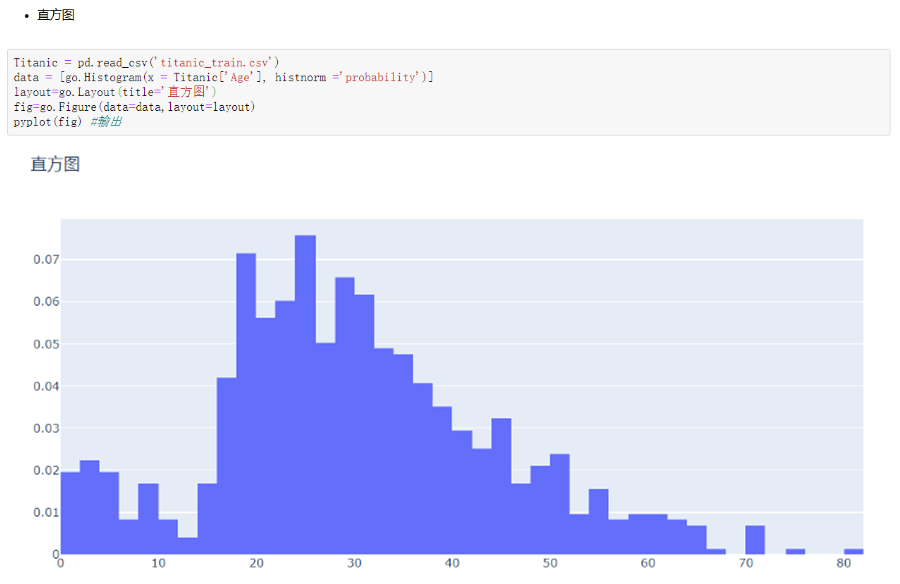 • 直方图
Titanic = pd.read_csv('titanic_train.csv')
data = [go.Histogram(x = Titanic['Age'], histnorm ='probability')]
layout=go.Layout(title='直方图')
fig=go.Figure(data=data,layout=layout)
pyplot(fig) #输出
直方图
0.07
0.06
0.05
0.04
0.03
0.02
0.01
0
0 10 20 30 40 50 60 70 80